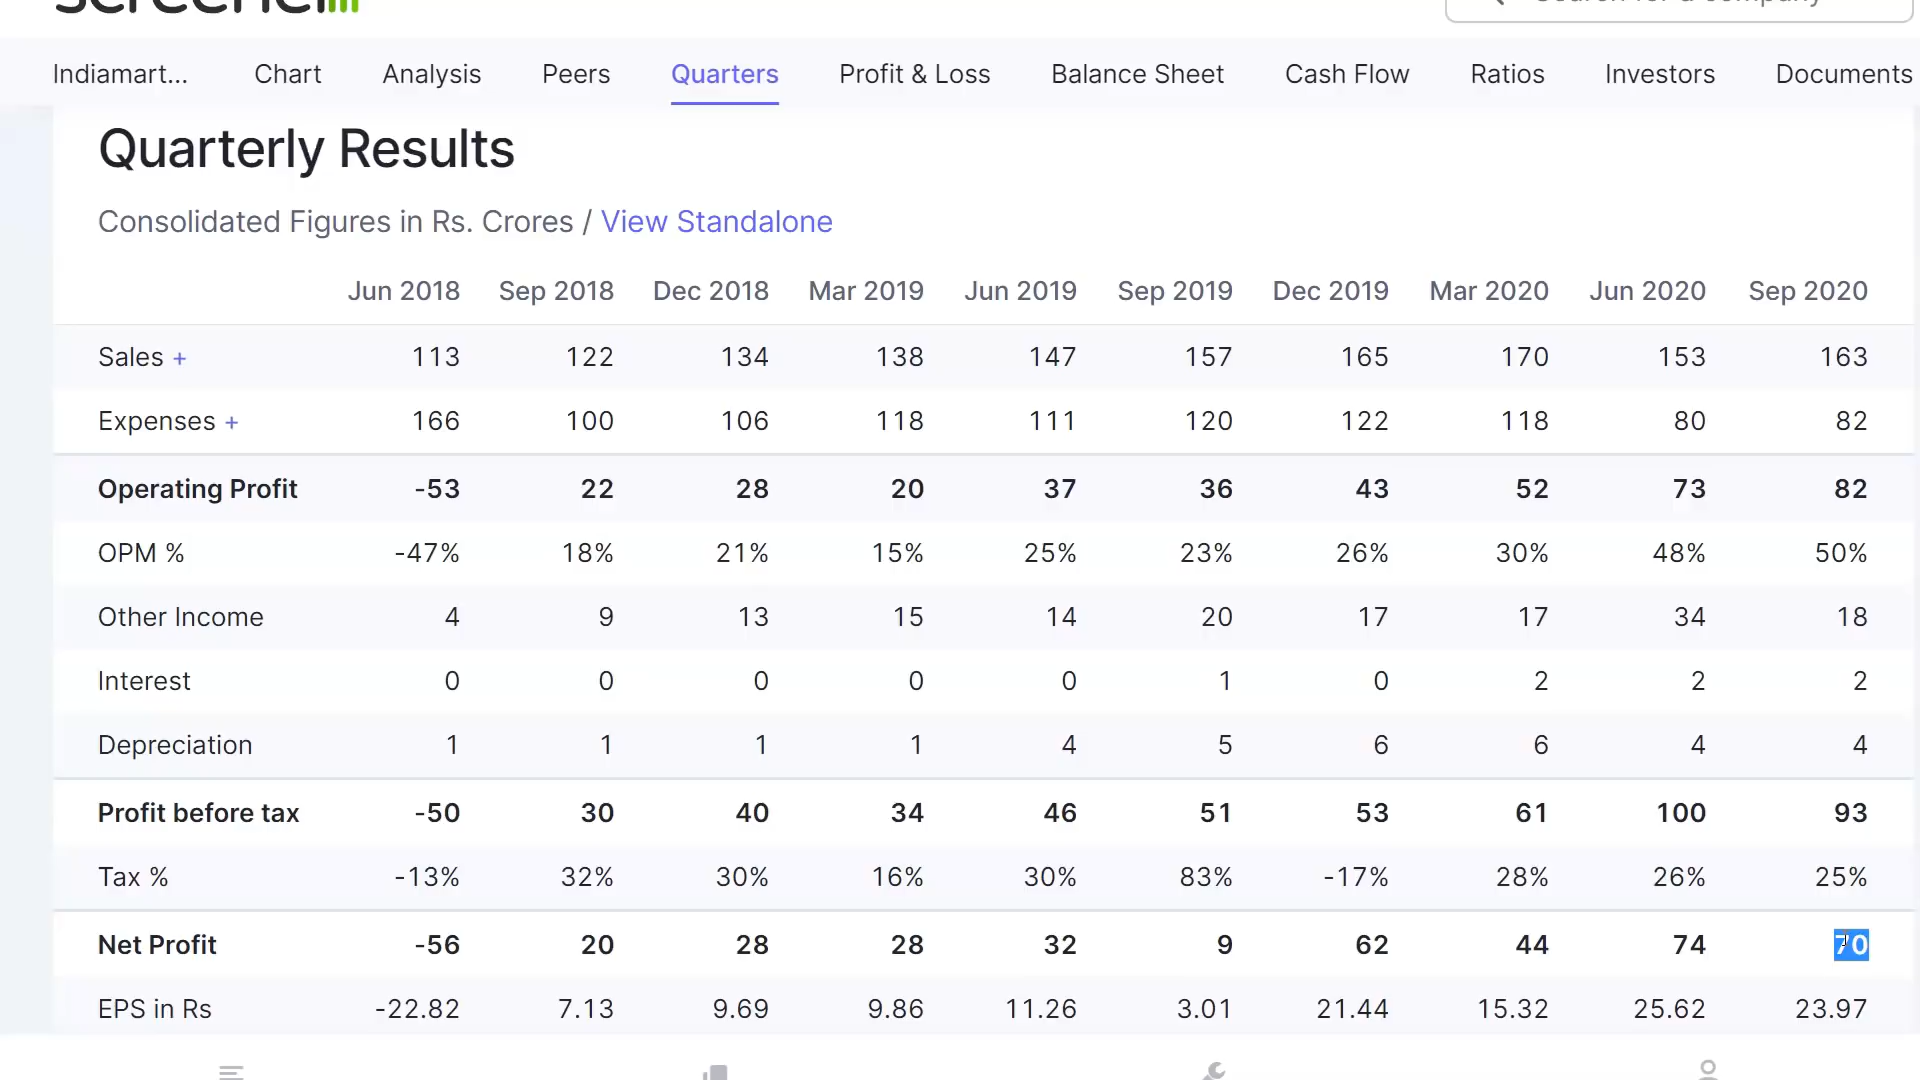 screener
Search for a company
Indiamart... Chart Analysis Peers Quarters Profit & Loss Balance Sheet Cash Flow Ratios Investors Documents
Quarterly Results
Consolidated Figures in Rs. Crores / View Standalone
Jun 2018 Sep 2018 Dec 2018 Mar 2019 Jun 2019 Sep 2019 Dec 2019 Mar 2020 Jun 2020 Sep 2020
Sales + 113 122 134 138 147 157 165 170 153 163
Expenses + 166 100 106 118 111 120 122 118 80 82
Operating Profit -53 22 28 20 37 36 43 52 73 82
OPM % -47% 18% 21% 15% 25% 23% 26% 30% 48% 50%
Other Income 4 9 13 15 14 20 17 17 34 18
Interest 0 0 0 0 0 1 0 2 2 2
Depreciation 1 1 1 1 4 5 6 6 4 4
Profit before tax -50 30 40 34 46 51 53 61 100 93
Tax % -13% 32% 30% 16% 30% 83% -17% 28% 26% 25%
Net Profit -56 20 28 28 32 9 62 44 74 70
EPS in Rs -22.82 7.13 9.69 9.86 11.26 3.01 21.44 15.32 25.62 23.97